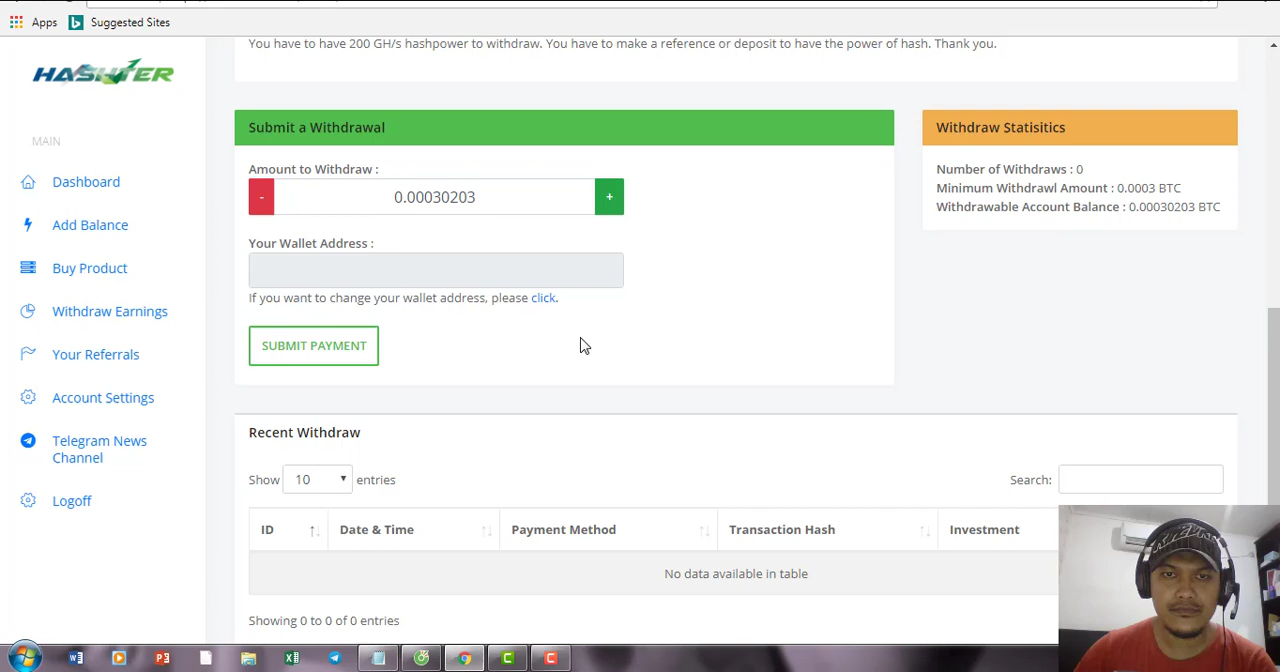 Apps
Suggested Sites
You have to have 200 GH/s hashpower to withdraw. You have to make a reference or deposit to have the power of hash. Thank you.
HASHTER
MAIN
Dashboard
Add Balance
Buy Product
Withdraw Earnings
Your Referrals
Account Settings
Telegram News
Channel
Logoff
Submit a Withdrawal
Amount to Withdraw :
- 0.00030203 +
Your Wallet Address :
If you want to change your wallet address, please click.
SUBMIT PAYMENT
Withdraw Statisitics
Number of Withdraws : 0
Minimum Withdrawl Amount : 0.0003 BTC
Withdrawable Account Balance : 0.00030203 BTC
Recent Withdraw
Show 10 entries
Search:
ID Date & Time Payment Method Transaction Hash Investment
No data available in table
Showing 0 to 0 of 0 entries